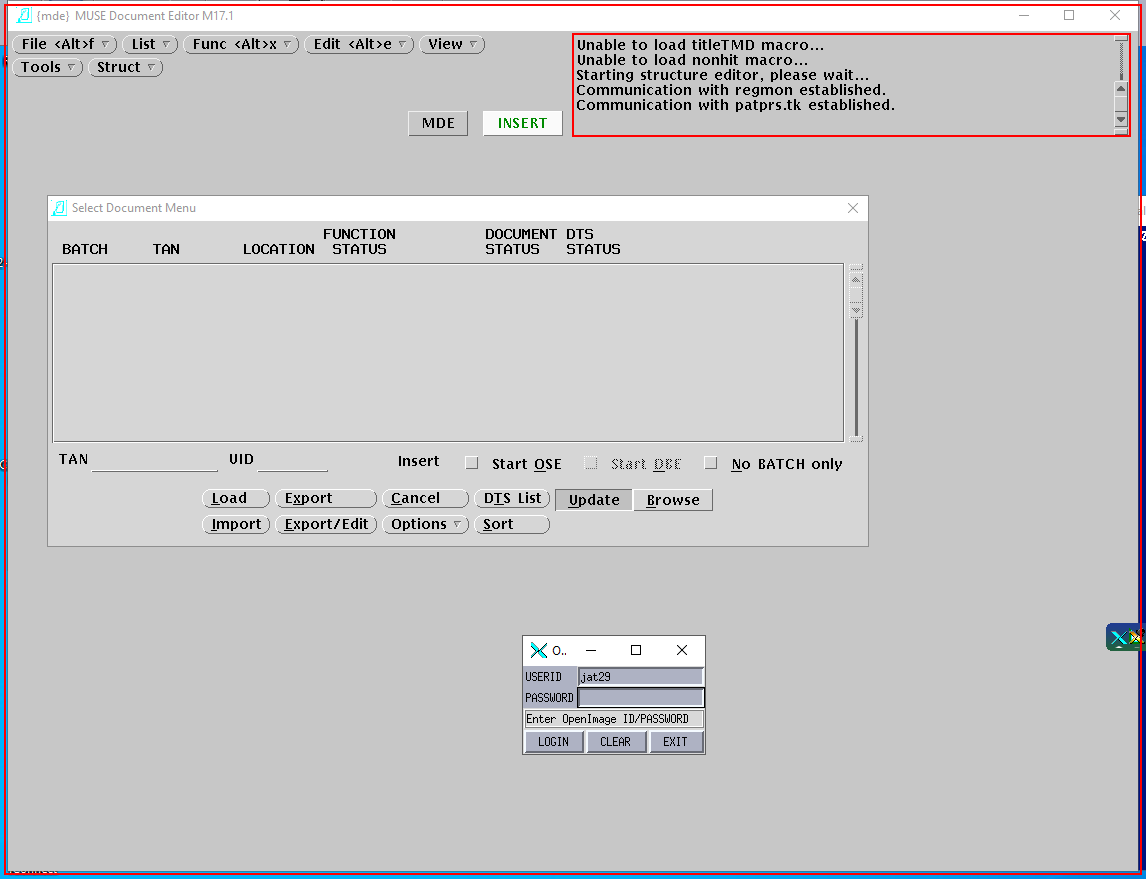 {mde} MUSE Document Editor M17.1
File <Alt>f List Func <Alt>x Edit <Alt>e View
Tools Struct
Unable to load titleTMD macro...
Unable to load nonhit macro...
Starting structure editor, please wait...
Communication with regmon established.
Communication with patprs.tk established.
MDE INSERT
Select Document Menu
BATCH TAN LOCATION FUNCTION STATUS DOCUMENT STATUS DTS STATUS
TAN UID Insert Start OSE Start DBE No BATCH only
Load Export Cancel DTS List Update Browse
Import Export/Edit Options Sort
O..
USERID jat29
PASSWORD
Enter OpenImage ID/PASSWORD
LOGIN CLEAR EXIT